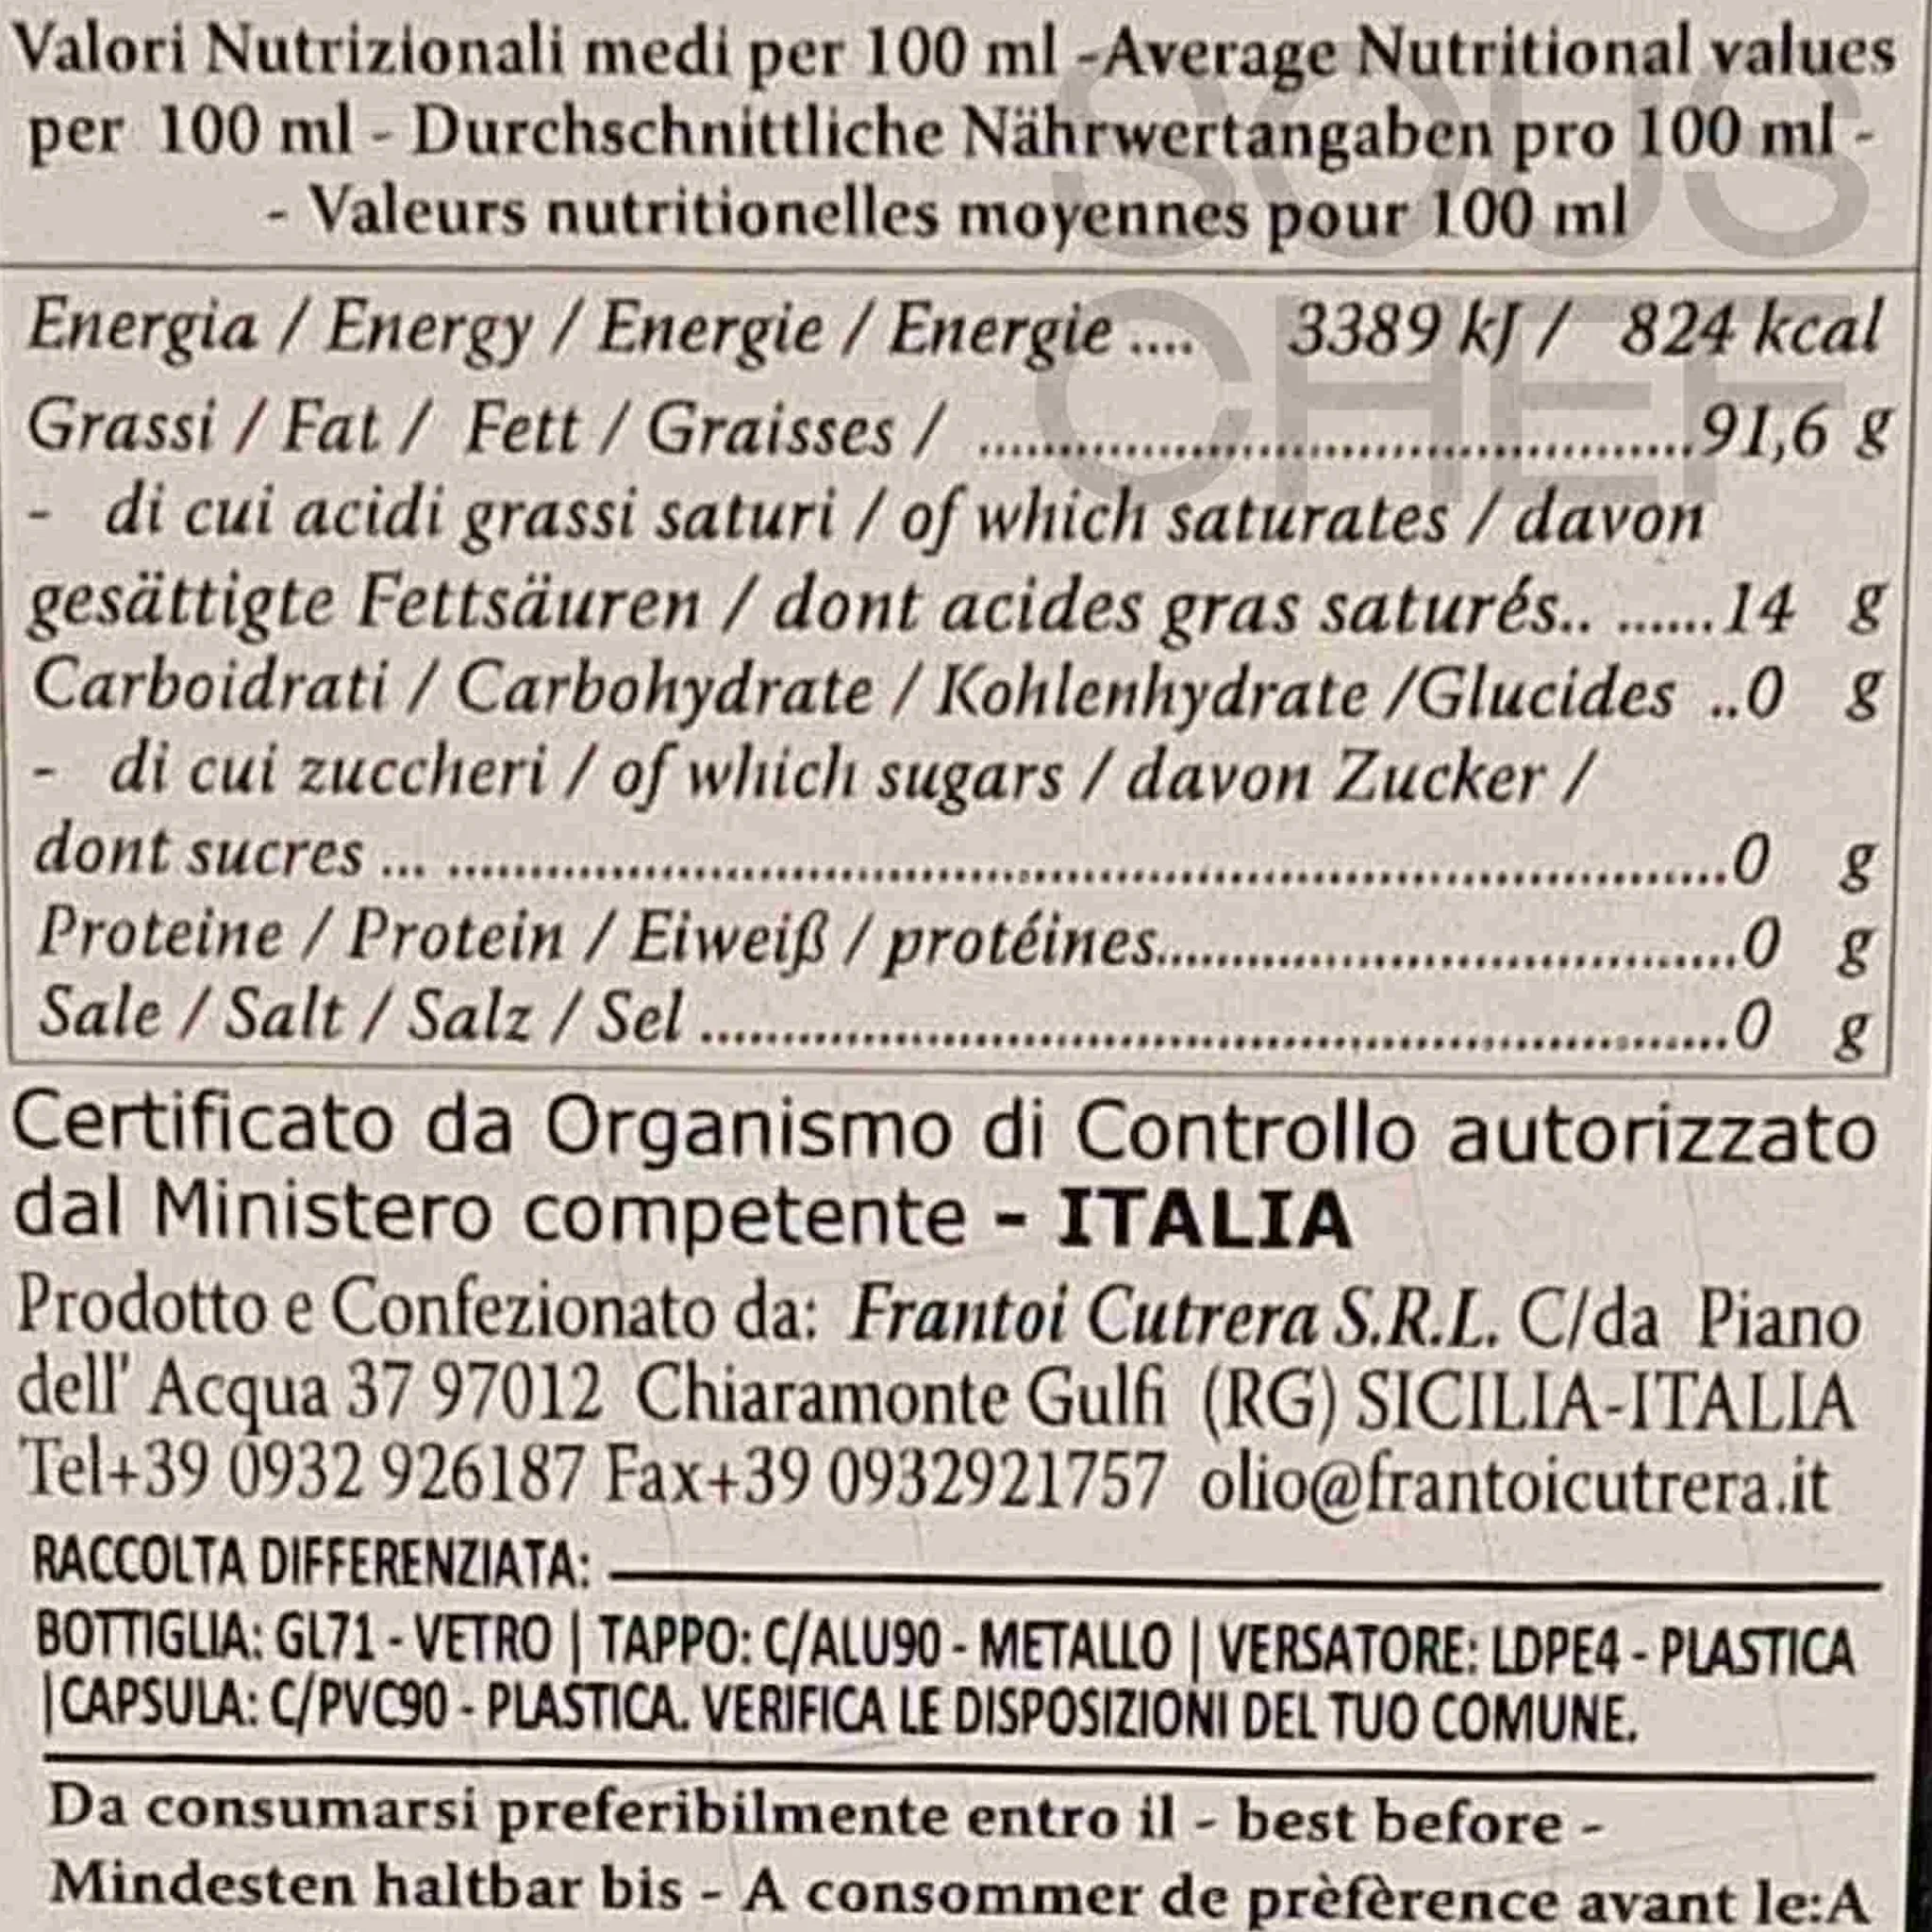 Valori Nutrizionali medi per 100 ml -Average Nutritional values
per 100 ml - Durchschnittliche Nährwertangaben pro 100 ml -
- Valeurs nutritionelles moyennes pour 100 ml
SOUS
CHEF
Energia / Energy / Energie / Energie .... 3389 kJ / 824 kcal
Grassi / Fat / Fett / Graisses / ............................................91,6 g
- di cui acidi grassi saturi / of which saturates / davon
gesättigte Fettsäuren / dont acides gras saturés.. ......14 g
Carboidrati / Carbohydrate / Kohlenhydrate /Glucides ..0 g
- di cui zuccheri / of which sugars / davon Zucker /
dont sucres ... ................................................................................0 g
Proteine / Protein / Eiweiß / protéines....................................0 g
Sale / Salt / Salz / Sel ................................................................0 g
Certificato da Organismo di Controllo autorizzato
dal Ministero competente - ITALIA
Prodotto e Confezionato da: Frantoi Cutrera S.R.L. C/da Piano
dell' Acqua 37 97012 Chiaramonte Gulfi (RG) SICILIA-ITALIA
Tel+39 0932 926187 Fax+39 0932921757 olio@frantoicutrera.it
RACCOLTA DIFFERENZIATA:
BOTTIGLIA: GL71 - VETRO | TAPPO: C/ALU90 - METALLO | VERSATORE: LDPE4 - PLASTICA
|CAPSULA: C/PVC90 - PLASTICA. VERIFICA LE DISPOSIZIONI DEL TUO COMUNE.
Da consumarsi preferibilmente entro il - best before -
Mindesten haltbar bis - A consommer de prèfèrence avant le:A